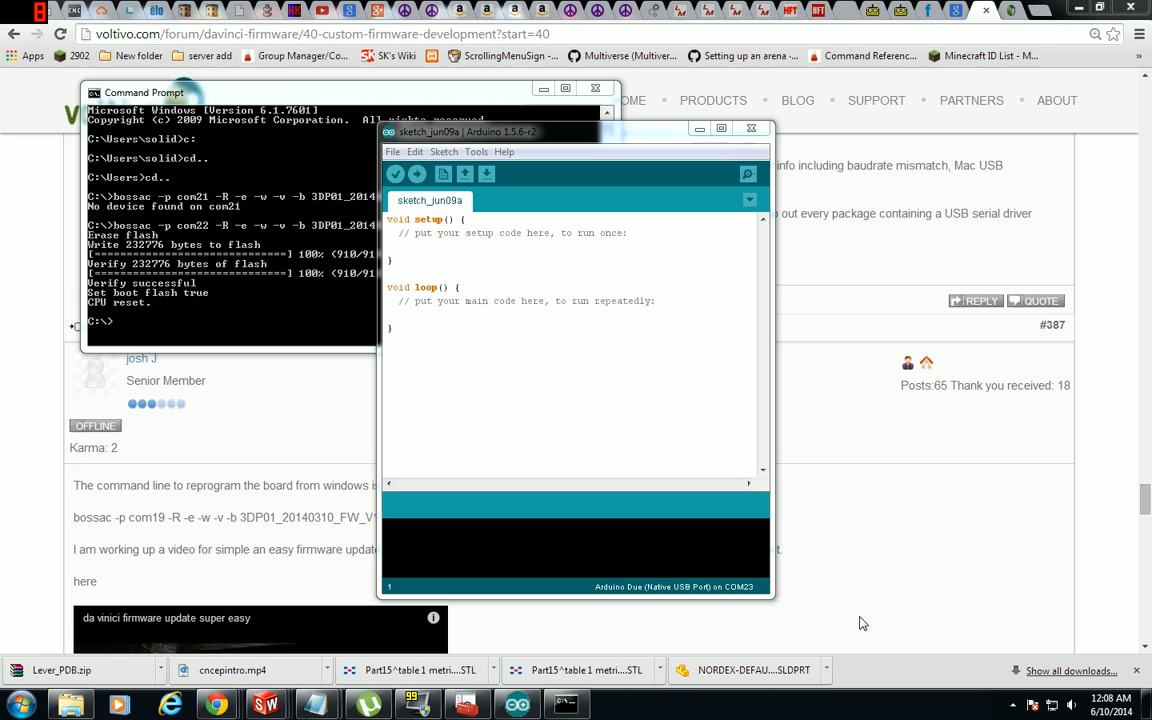 voltivo.com/forum/davinci-firmware/40-custom-firmware-development?start=40
Apps 2902 New folder server add Group Manager/Co... SK's Wiki ScrollingMenuSign -... Multiverse (Multiver... Setting up an arena -... Command Referenc... Minecraft ID List - M...
OME PRODUCTS BLOG SUPPORT PARTNERS ABOUT
Command Prompt
Microsoft Windows [Version 6.1.7601]
Copyright (c) 2009 Microsoft Corporation. All rights reserved
C:\Users\solid>c:
C:\Users\solid>cd..
C:\Users>cd..
C:\>bossac -p com21 -R -e -w -v -b 3DP01_2014
No device found on com21
C:\>bossac -p com22 -R -e -w -v -b 3DP01_2014
Erase flash
Write 232776 bytes to flash
[==============================] 100% (910/91
Verify 232776 bytes of flash
[==============================] 100% (910/91
Verify successful
Set boot flash true
CPU reset.
C:\>
sketch_jun09a | Arduino 1.5.6-r2
File Edit Sketch Tools Help
sketch_jun09a
void setup() {
// put your setup code here, to run once:
}
void loop() {
// put your main code here, to run repeatedly:
}
1
Arduino Due (Native USB Port) on COM23
info including baudrate mismatch, Mac USB
out every package containing a USB serial driver
REPLY QUOTE
#387
josh J
Senior Member
OFFLINE
Karma: 2
Posts:65 Thank you received: 18
The command line to reprogram the board from windows is
bossac -p com19 -R -e -w -v -b 3DP01_20140310_FW_V1
I am working up a video for simple an easy firmware updat
t.
here
da vinici firmware update super easy
Lever_PDB.zip
cncepintro.mp4
Part15^table 1 metri....STL
Part15^table 1 metri....STL
NORDEX-DEFAU....SLDPRT
Show all downloads...
99
12:08 AM
6/10/2014